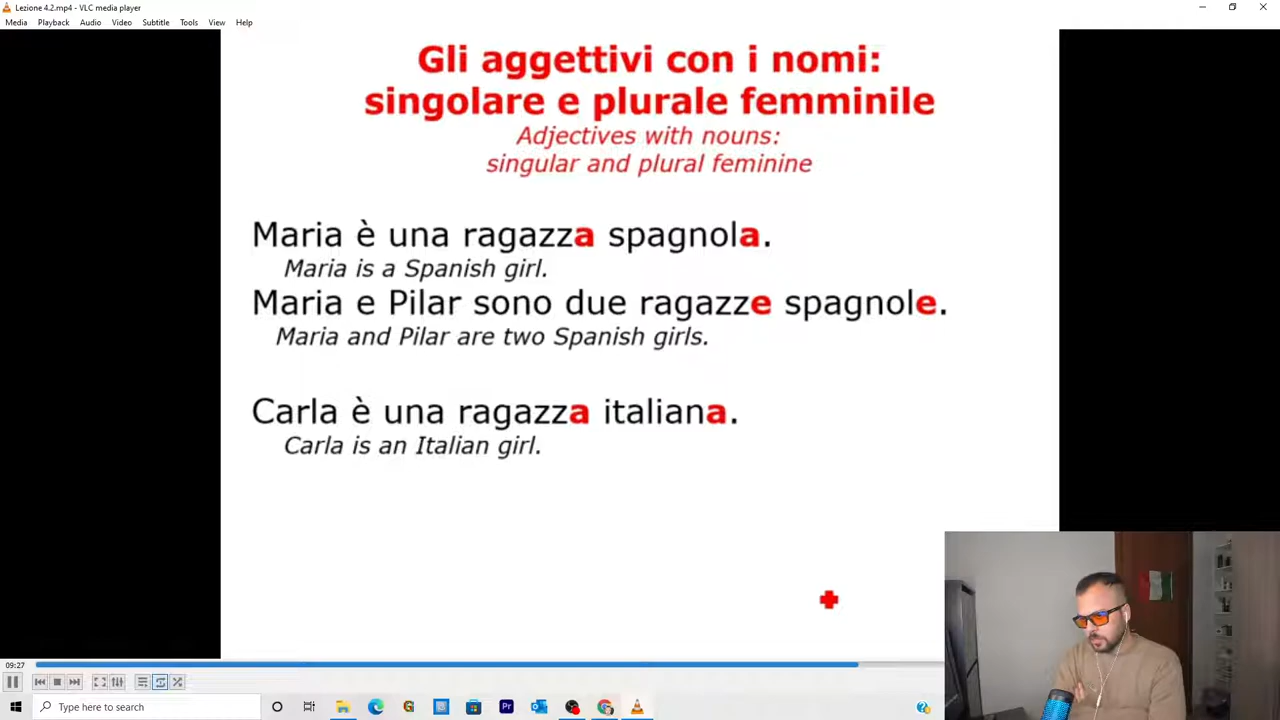 Lezione 4.2.mp4 - VLC media player
Media Playback Audio Video Subtitle Tools View Help
Gli aggettivi con i nomi:
singolare e plurale femminile
Adjectives with nouns:
singular and plural feminine
Maria è una ragazza spagnola.
Maria is a Spanish girl.
Maria e Pilar sono due ragazze spagnole.
Maria and Pilar are two Spanish girls.
Carla è una ragazza italiana.
Carla is an Italian girl.
09:27
Type here to search
Pr